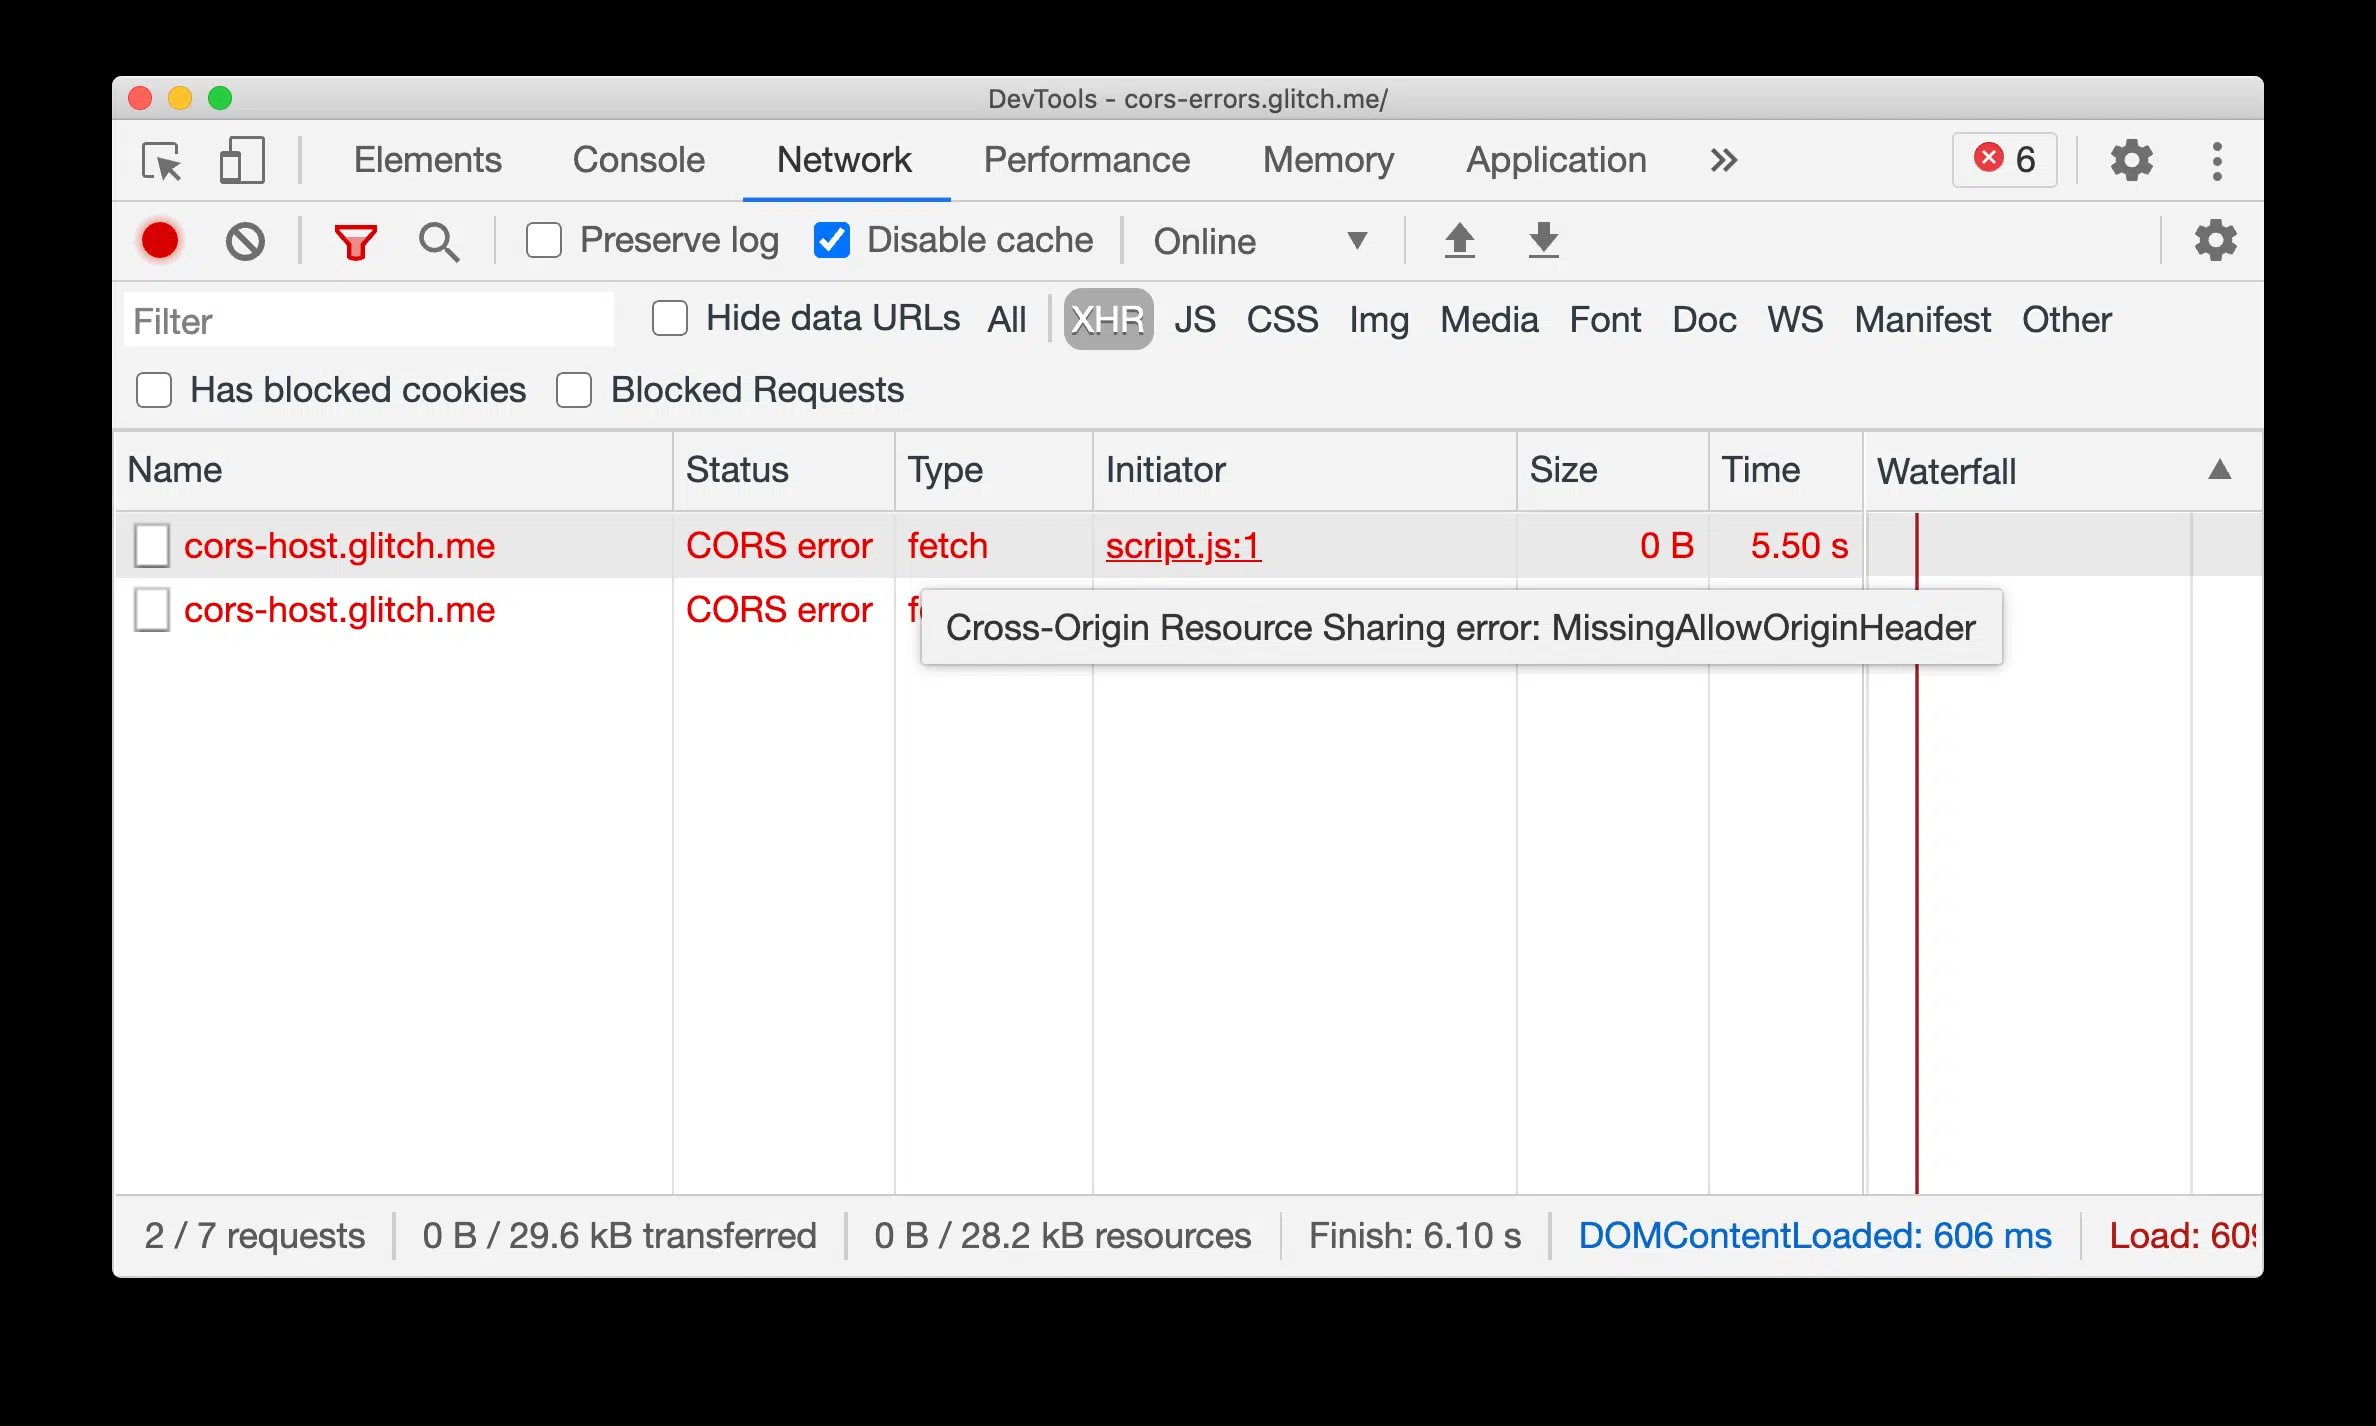 DevTools - cors-errors.glitch.me/
Elements Console Network Performance Memory Application » 6
Preserve log Disable cache Online
Filter Hide data URLs All XHR JS CSS Img Media Font Doc WS Manifest Other
Has blocked cookies Blocked Requests
Name Status Type Initiator Size Time Waterfall
cors-host.glitch.me CORS error fetch script.js:1 0 B 5.50 s
cors-host.glitch.me CORS error
Cross-Origin Resource Sharing error: MissingAllowOriginHeader
2 / 7 requests 0 B / 29.6 kB transferred 0 B / 28.2 kB resources Finish: 6.10 s DOMContentLoaded: 606 ms Load: